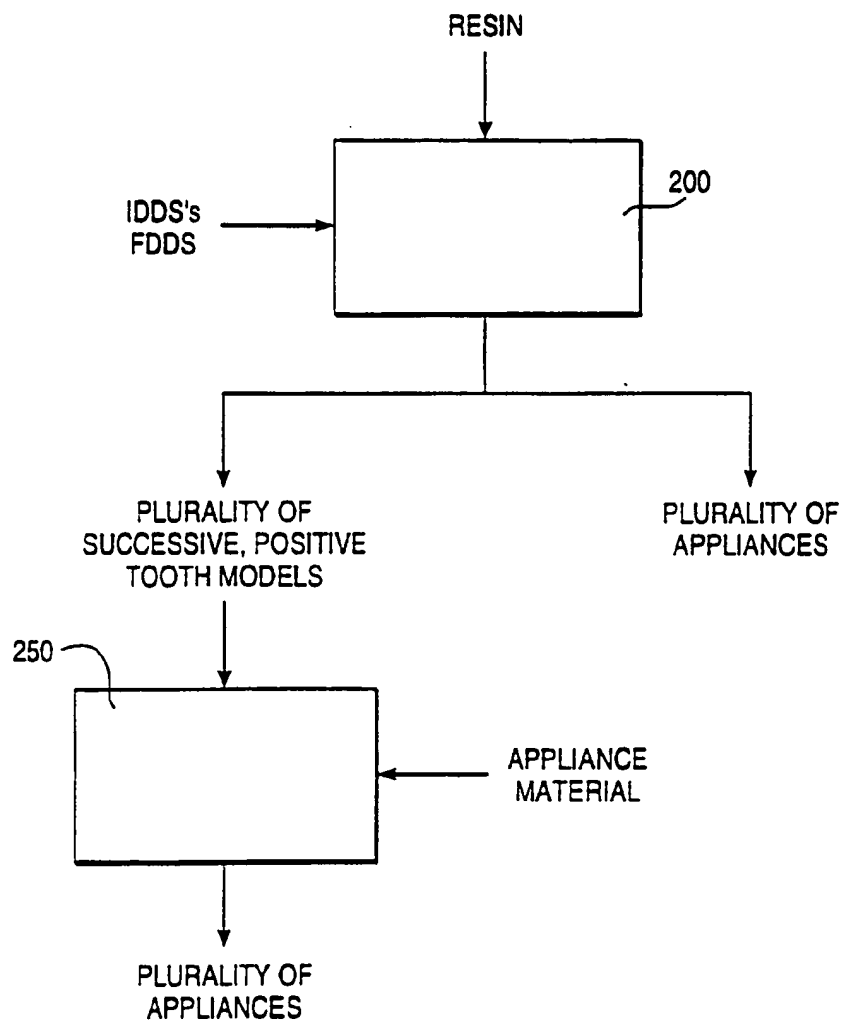 RESIN
200
IDDS's
FDDS
PLURALITY OF
SUCCESSIVE, POSITIVE
TOOTH MODELS
PLURALITY OF
APPLIANCES
250
APPLIANCE
MATERIAL
PLURALITY OF
APPLIANCES